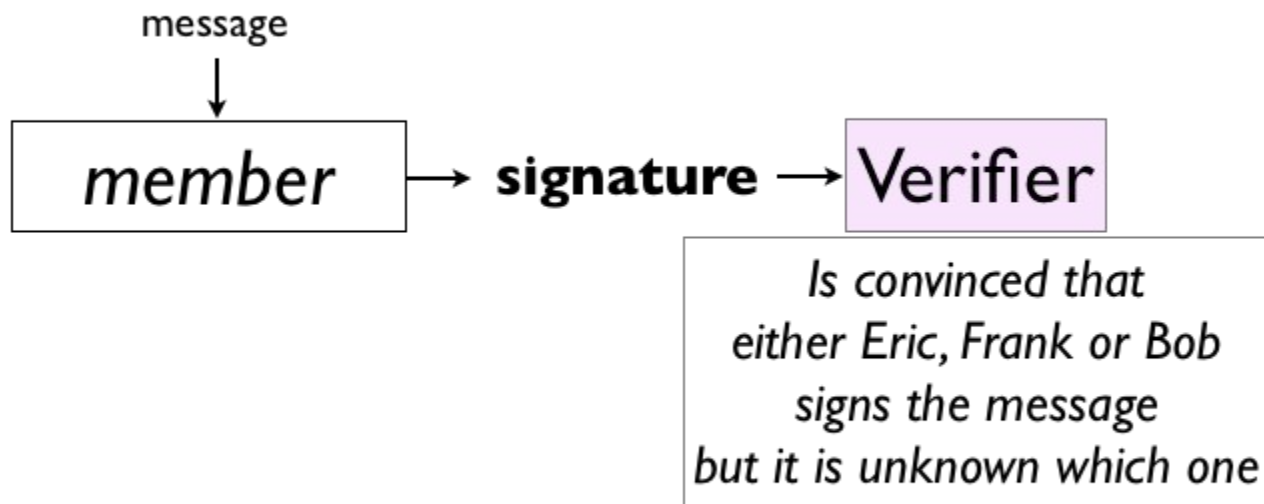 message
member
signature
Verifier
Is convinced that
either Eric, Frank or Bob
signs the message
but it is unknown which one